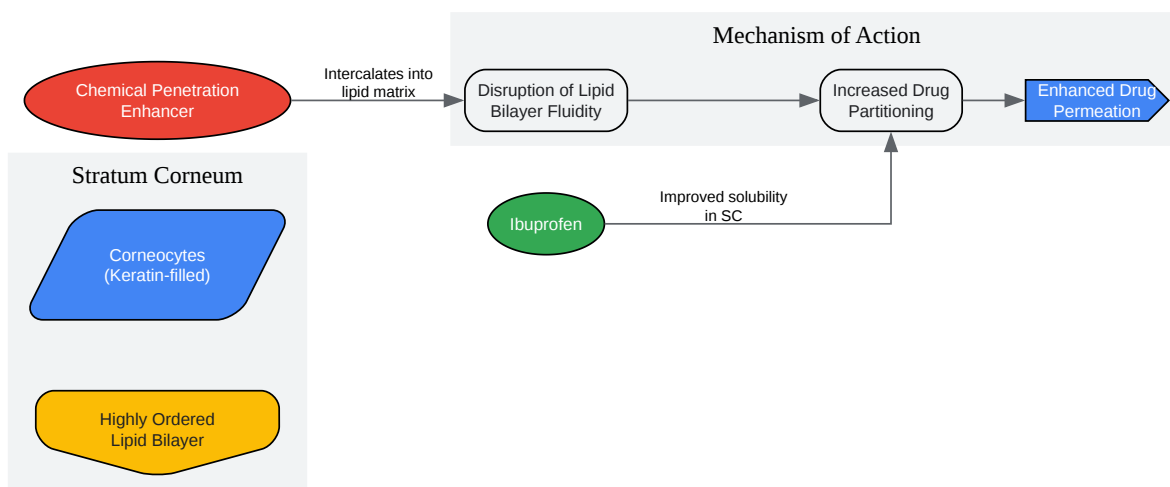 Mechanism of Action
Chemical Penetration
Enhancer
Intercalates into
lipid matrix
Disruption of Lipid
Bilayer Fluidity
Increased Drug
Partitioning
Enhanced Drug
Permeation
Stratum Corneum
Corneocytes
(Keratin-filled)
Ibuprofen
Improved solubility
in SC
Highly Ordered
Lipid Bilayer